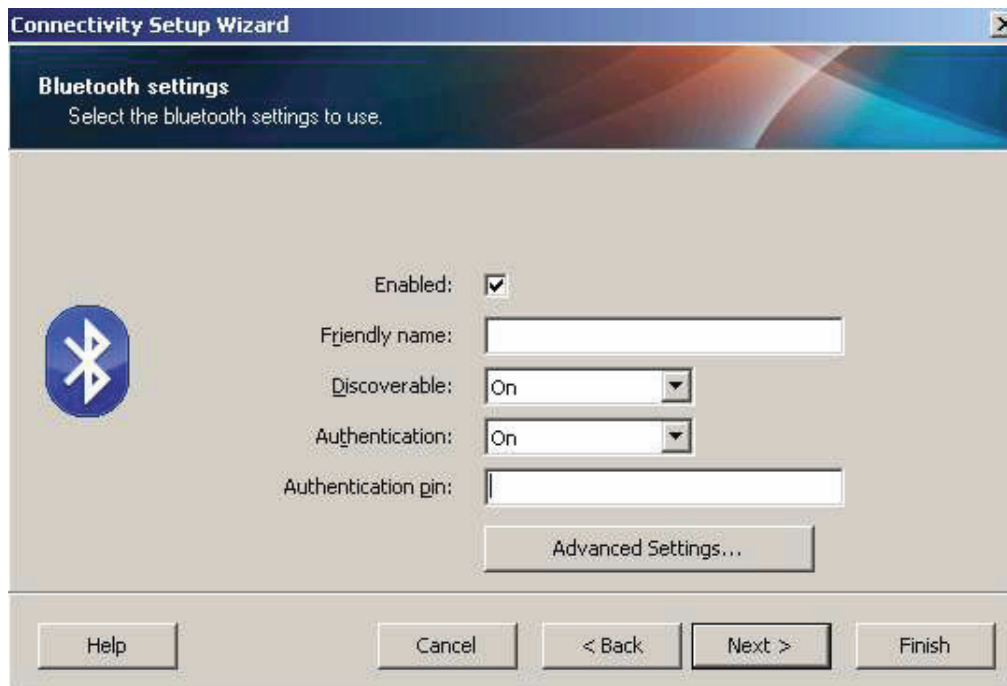 Connectivity Setup Wizard
Bluetooth settings
Select the bluetooth settings to use.
Enabled:
Friendly name:
Discoverable: On
Authentication: On
Authentication pin:
Advanced Settings...
Help Cancel < Back Next > Finish